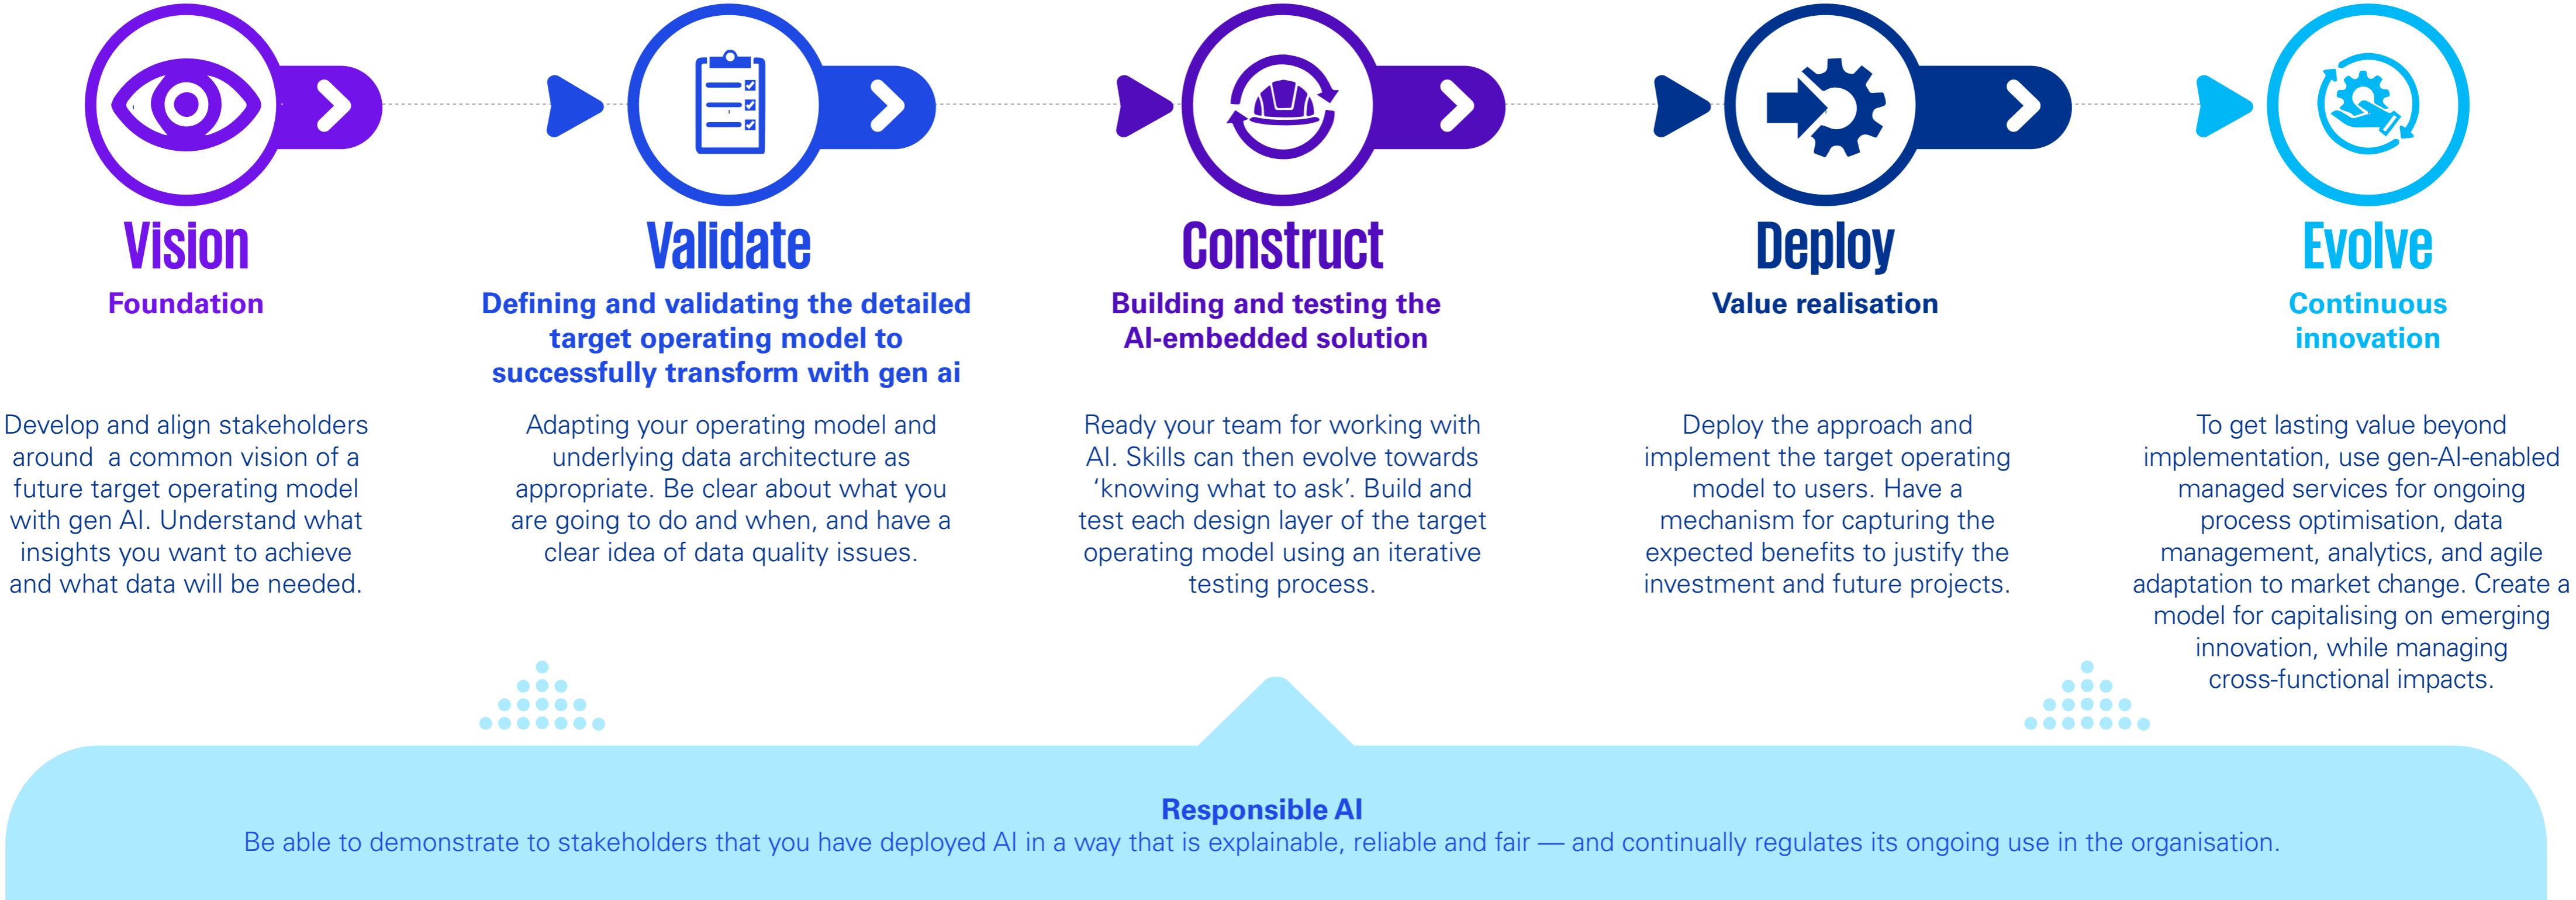 Vision
Foundation
Develop and align stakeholders
around  a common vision of a
future target operating model
with gen AI. Understand what
insights you want to achieve
and what data will be needed.
Validate
Defining and validating the detailed
target operating model to
successfully transform with gen ai
Adapting your operating model and
underlying data architecture as
appropriate. Be clear about what you
are going to do and when, and have a
clear idea of data quality issues.
Construct
Building and testing the
AI-embedded solution
Ready your team for working with
AI. Skills can then evolve towards
‘knowing what to ask’. Build and
test each design layer of the target
operating model using an iterative
testing process.
Deploy
Value realisation
Deploy the approach and
implement the target operating
model to users. Have a
mechanism for capturing the
expected benefits to justify the
investment and future projects.
Evolve
Continuous
innovation
To get lasting value beyond
implementation, use gen-AI-enabled
managed services for ongoing
process optimisation, data
management, analytics, and agile
adaptation to market change. Create a
model for capitalising on emerging
innovation, while managing
cross-functional impacts.
Responsible AI
Be able to demonstrate to stakeholders that you have deployed AI in a way that is explainable, reliable and fair — and continually regulates its ongoing use in the organisation.